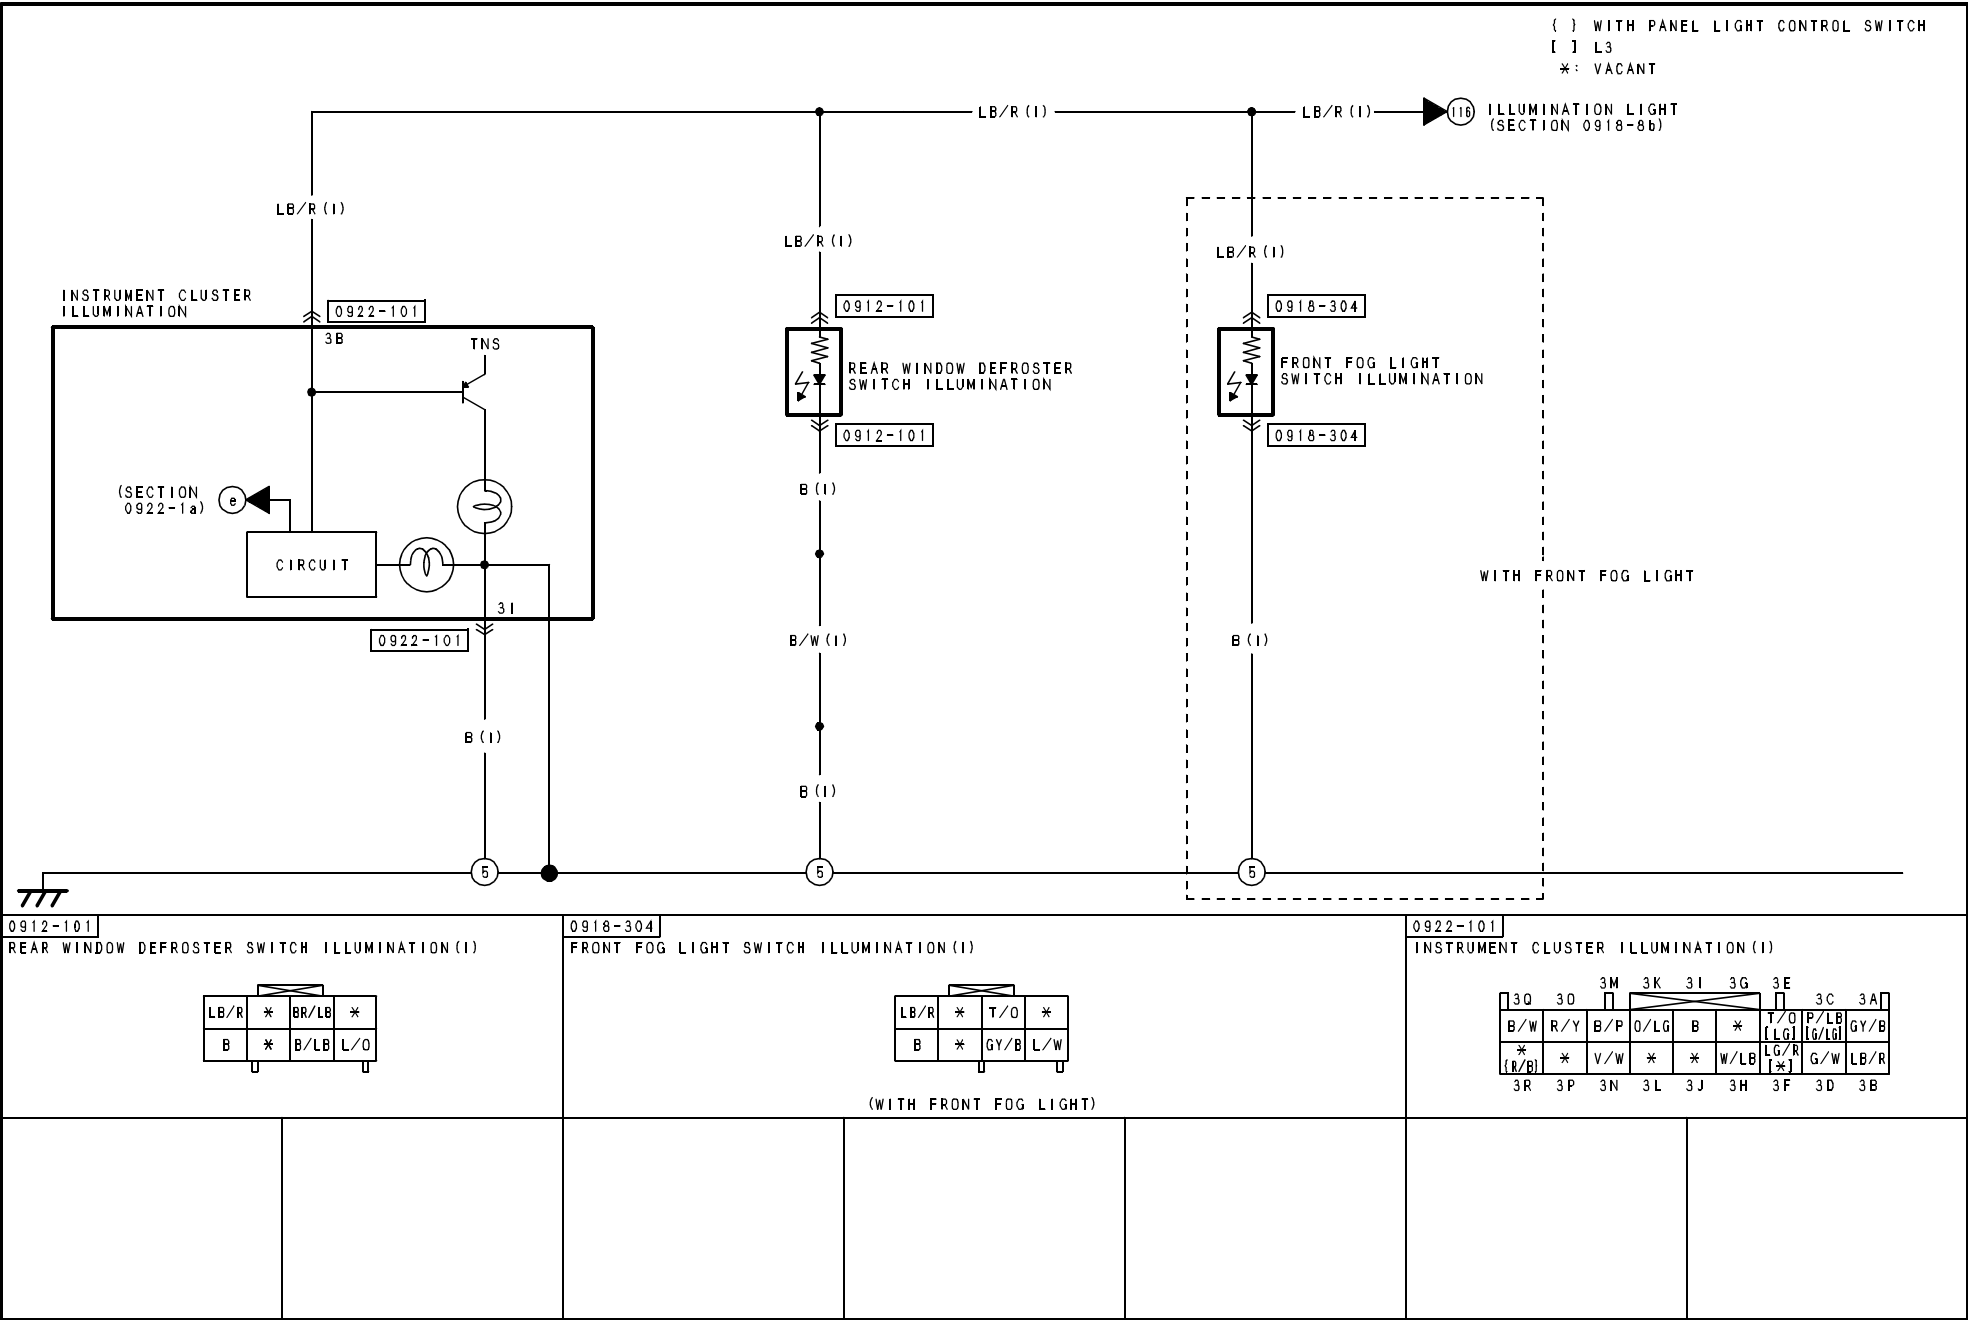 { } WITH PANEL LIGHT CONTROL SWITCH
[ ] L3
*: VACANT
LB/R(I)
LB/R(I)
116
ILLUMINATION LIGHT
(SECTION 0918-8b)
LB/R(I)
LB/R(I)
LB/R(I)
INSTRUMENT CLUSTER
ILLUMINATION
0922-101
0912-101
0918-304
3B
TNS
REAR WINDOW DEFROSTER
SWITCH ILLUMINATION
FRONT FOG LIGHT
SWITCH ILLUMINATION
0912-101
0918-304
(SECTION
0922-1a)
e
B(I)
CIRCUIT
WITH FRONT FOG LIGHT
3I
0922-101
B/W(I)
B(I)
B(I)
B(I)
5
5
5
0912-101
REAR WINDOW DEFROSTER SWITCH ILLUMINATION(I)
LB/R * BR/LB *
B * B/LB L/O
0918-304
FRONT FOG LIGHT SWITCH ILLUMINATION(I)
LB/R * T/O *
B * GY/B L/W
(WITH FRONT FOG LIGHT)
0922-101
INSTRUMENT CLUSTER ILLUMINATION(I)
3Q 3O 3M 3K 3I 3G 3E 3C 3A
B/W R/Y B/P O/LG B * T/O [LG] P/LB [G/LG] GY/B
* {R/B} * V/W * * W/LB LG/R [*] G/W LB/R
3R 3P 3N 3L 3J 3H 3F 3D 3B